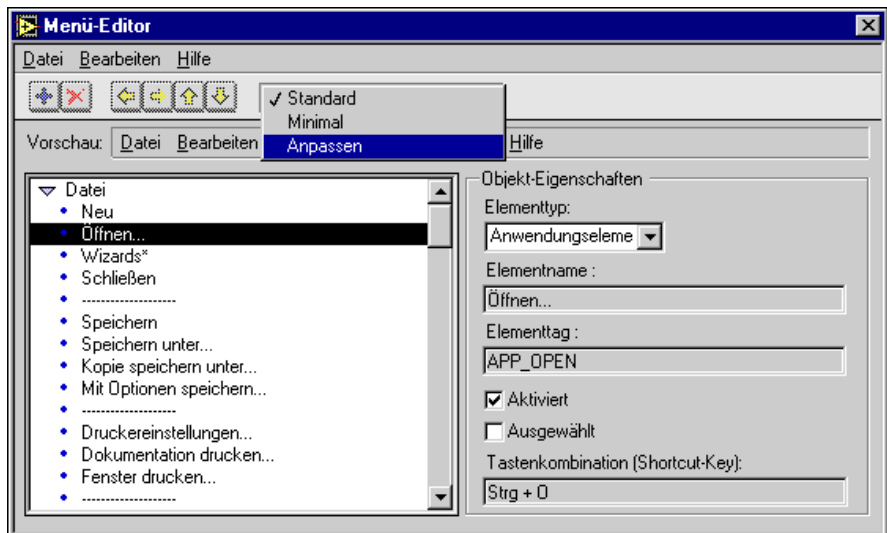 Menü-Editor
Datei Bearbeiten Hilfe
Standard
Minimal
Anpassen
Vorschau: Datei Bearbeiten Hilfe
Datei
Neu
Öffnen...
Wizards*
Schließen
--------------------
Speichern
Speichern unter...
Kopie speichern unter...
Mit Optionen speichern...
--------------------
Druckereinstellungen...
Dokumentation drucken...
Fenster drucken...
--------------------
Objekt-Eigenschaften
Elementtyp:
Anwendungseleme
Elementname :
Öffnen...
Elementtag :
APP_OPEN
Aktiviert
Ausgewählt
Tastenkombination (Shortcut-Key):
Strg + O